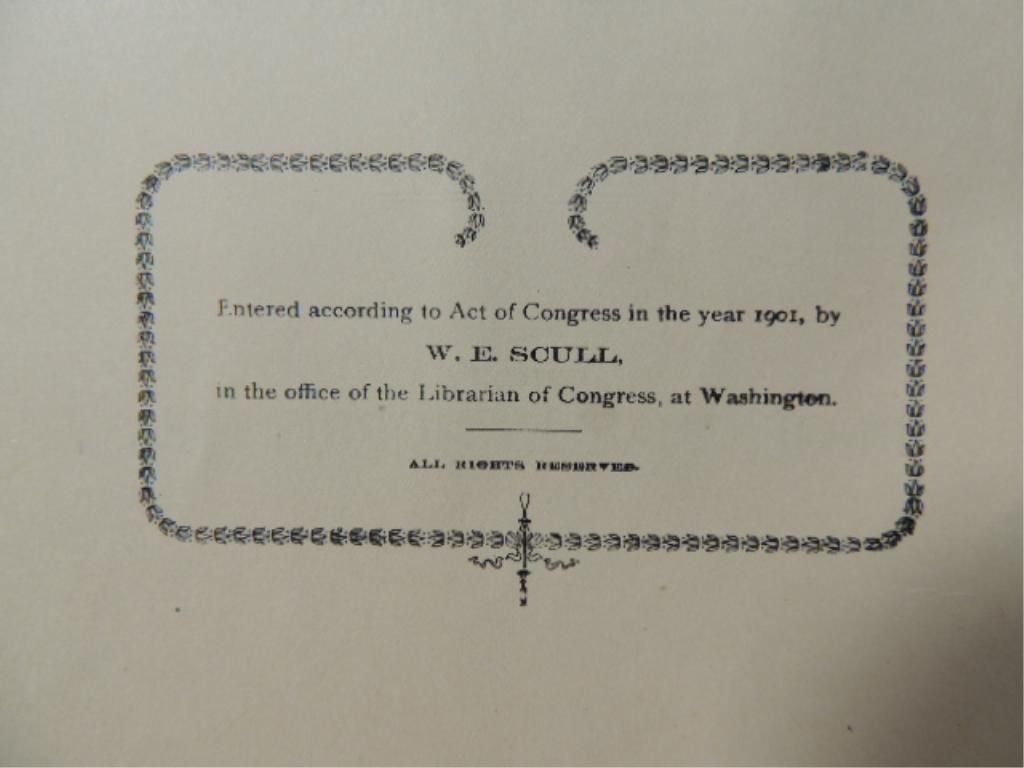 Entered according to Act of Congress in the year 1901, by
W. E. SCULL,
in the office of the Librarian of Congress, at Washington.
ALL RIGHTS RESERVED.